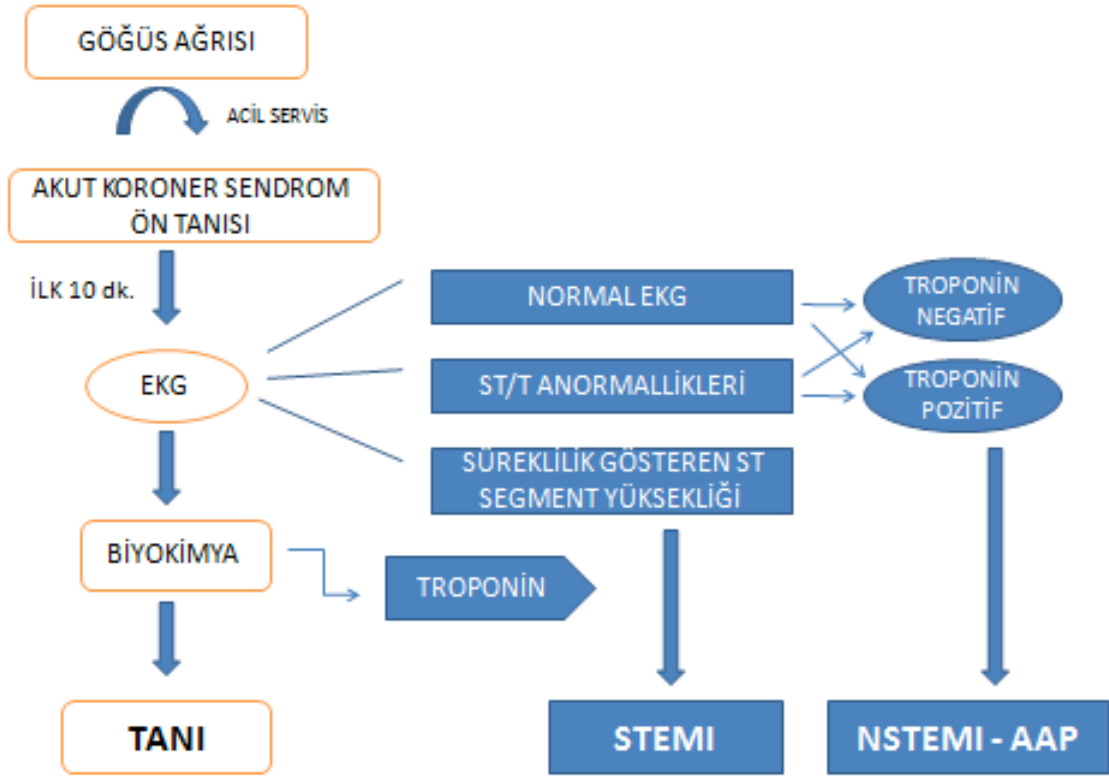 GÖĞÜS AĞRISI
ACİL SERVİS
AKUT KORONER SENDROM
ÖN TANISI
İLK 10 dk.
EKG
NORMAL EKG
ST/T ANORMALLİKLERİ
SÜREKLİLİK GÖSTEREN ST
SEGMENT YÜKSEKLİĞİ
TROPONİN
NEGATİF
TROPONİN
POZİTİF
BİYOKİMYA
TROPONİN
TANI
STEMI
NSTEMI - AAP